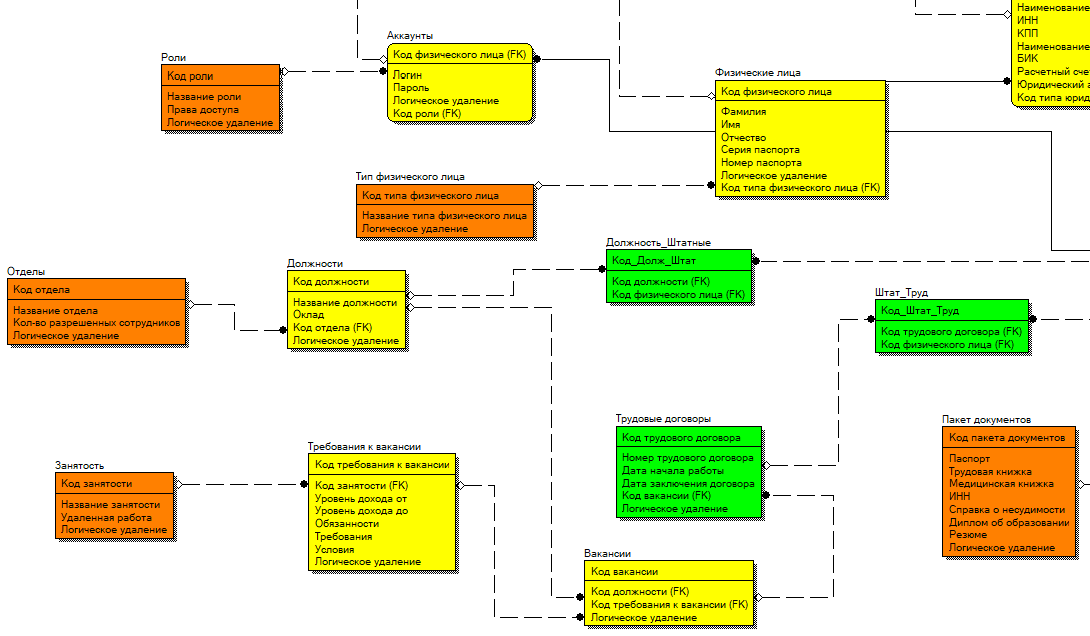 Наименование
ИНН
КПП
Наименование
БИК
Расчетный сче
Юридический а
Код типа юрид
Аккаунты
Код физического лица (FK)
Логин
Пароль
Логическое удаление
Код роли (FK)
Роли
Код роли
Название роли
Права доступа
Логическое удаление
Физические лица
Код физического лица
Фамилия
Имя
Отчество
Серия паспорта
Номер паспорта
Логическое удаление
Код типа физического лица (FK)
Тип физического лица
Код типа физического лица
Название типа физического лица
Логическое удаление
Должность_Штатные
Код_Долж_Штат
Код должности (FK)
Код физического лица (FK)
Отделы
Код отдела
Название отдела
Кол-во разрешенных сотрудников
Логическое удаление
Должности
Код должности
Название должности
Оклад
Код отдела (FK)
Логическое удаление
Штат_Труд
Код_Штат_Труд
Код трудового договора (FK)
Код физического лица (FK)
Трудовые договоры
Код трудового договора
Номер трудового договора
Дата начала работы
Дата заключения договора
Код вакансии (FK)
Логическое удаление
Пакет документов
Код пакета документов
Паспорт
Трудовая книжка
Медицинская книжка
ИНН
Справка о несудимости
Диплом об образовании
Резюме
Логическое удаление
Занятость
Код занятости
Название занятости
Удаленная работа
Логическое удаление
Требования к вакансии
Код требования к вакансии
Код занятости (FK)
Уровень дохода от
Уровень дохода до
Обязанности
Требования
Условия
Логическое удаление
Вакансии
Код вакансии
Код должности (FK)
Код требования к вакансии (FK)
Логическое удаление